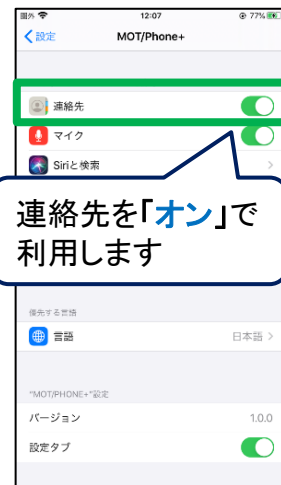 圏外 12:07 77%
設定 MOT/Phone+
連絡先
マイク
Siriと検索
連絡先を「オン」で
利用します
優先する言語
言語 日本語
"MOT/PHONE+"設定
バージョン 1.0.0
設定タブ